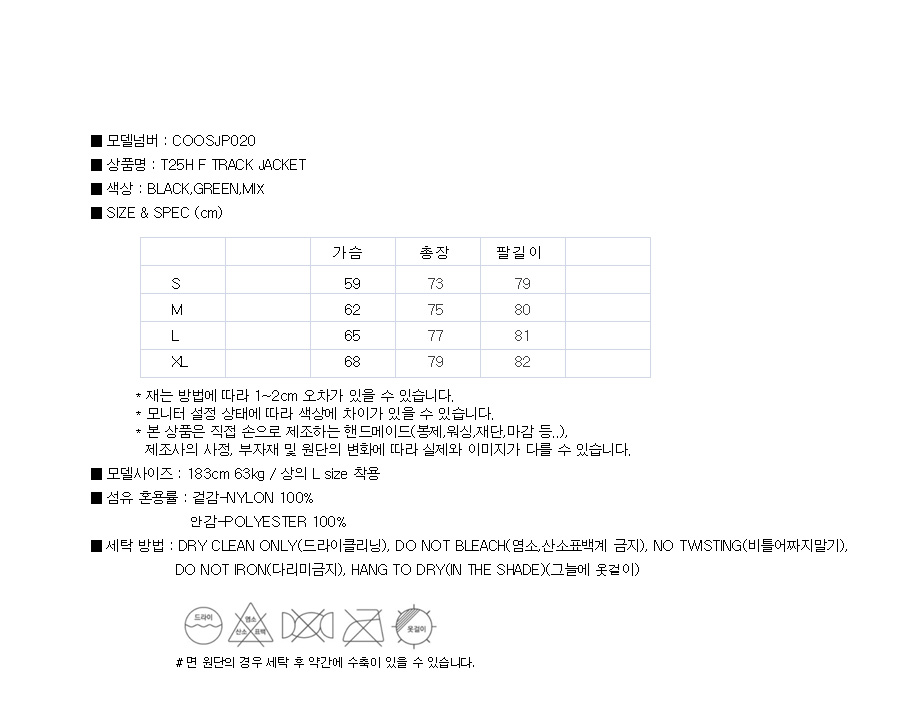 ■ 모델넘버 : COOSJP020
■ 상품명 : T25H F TRACK JACKET
■ 색상 : BLACK,GREEN,MIX
■ SIZE & SPEC (cm)
가슴 총장 팔길이
S 59 73 79
M 62 75 80
L 65 77 81
XL 68 79 82
* 재는 방법에 따라 1~2cm 오차가 있을 수 있습니다.
* 모니터 설정 상태에 따라 색상에 차이가 있을 수 있습니다.
* 본 상품은 직접 손으로 제조하는 핸드메이드(봉제,워싱,재단,마감 등..),
제조사의 사정, 부자재 및 원단의 변화에 따라 실제와 이미지가 다를 수 있습니다.
■ 모델사이즈 : 183cm 63kg / 상의 L size 착용
■ 섬유 혼용률 : 겉감-NYLON 100%
안감-POLYESTER 100%
■ 세탁 방법 : DRY CLEAN ONLY(드라이클리닝), DO NOT BLEACH(염소,산소표백계 금지), NO TWISTING(비틀어짜지말기),
DO NOT IRON(다리미금지), HANG TO DRY(IN THE SHADE)(그늘에 옷걸이)
드라이 염소 산소 표백 옷걸이
# 면 원단의 경우 세탁 후 약간에 수축이 있을 수 있습니다.